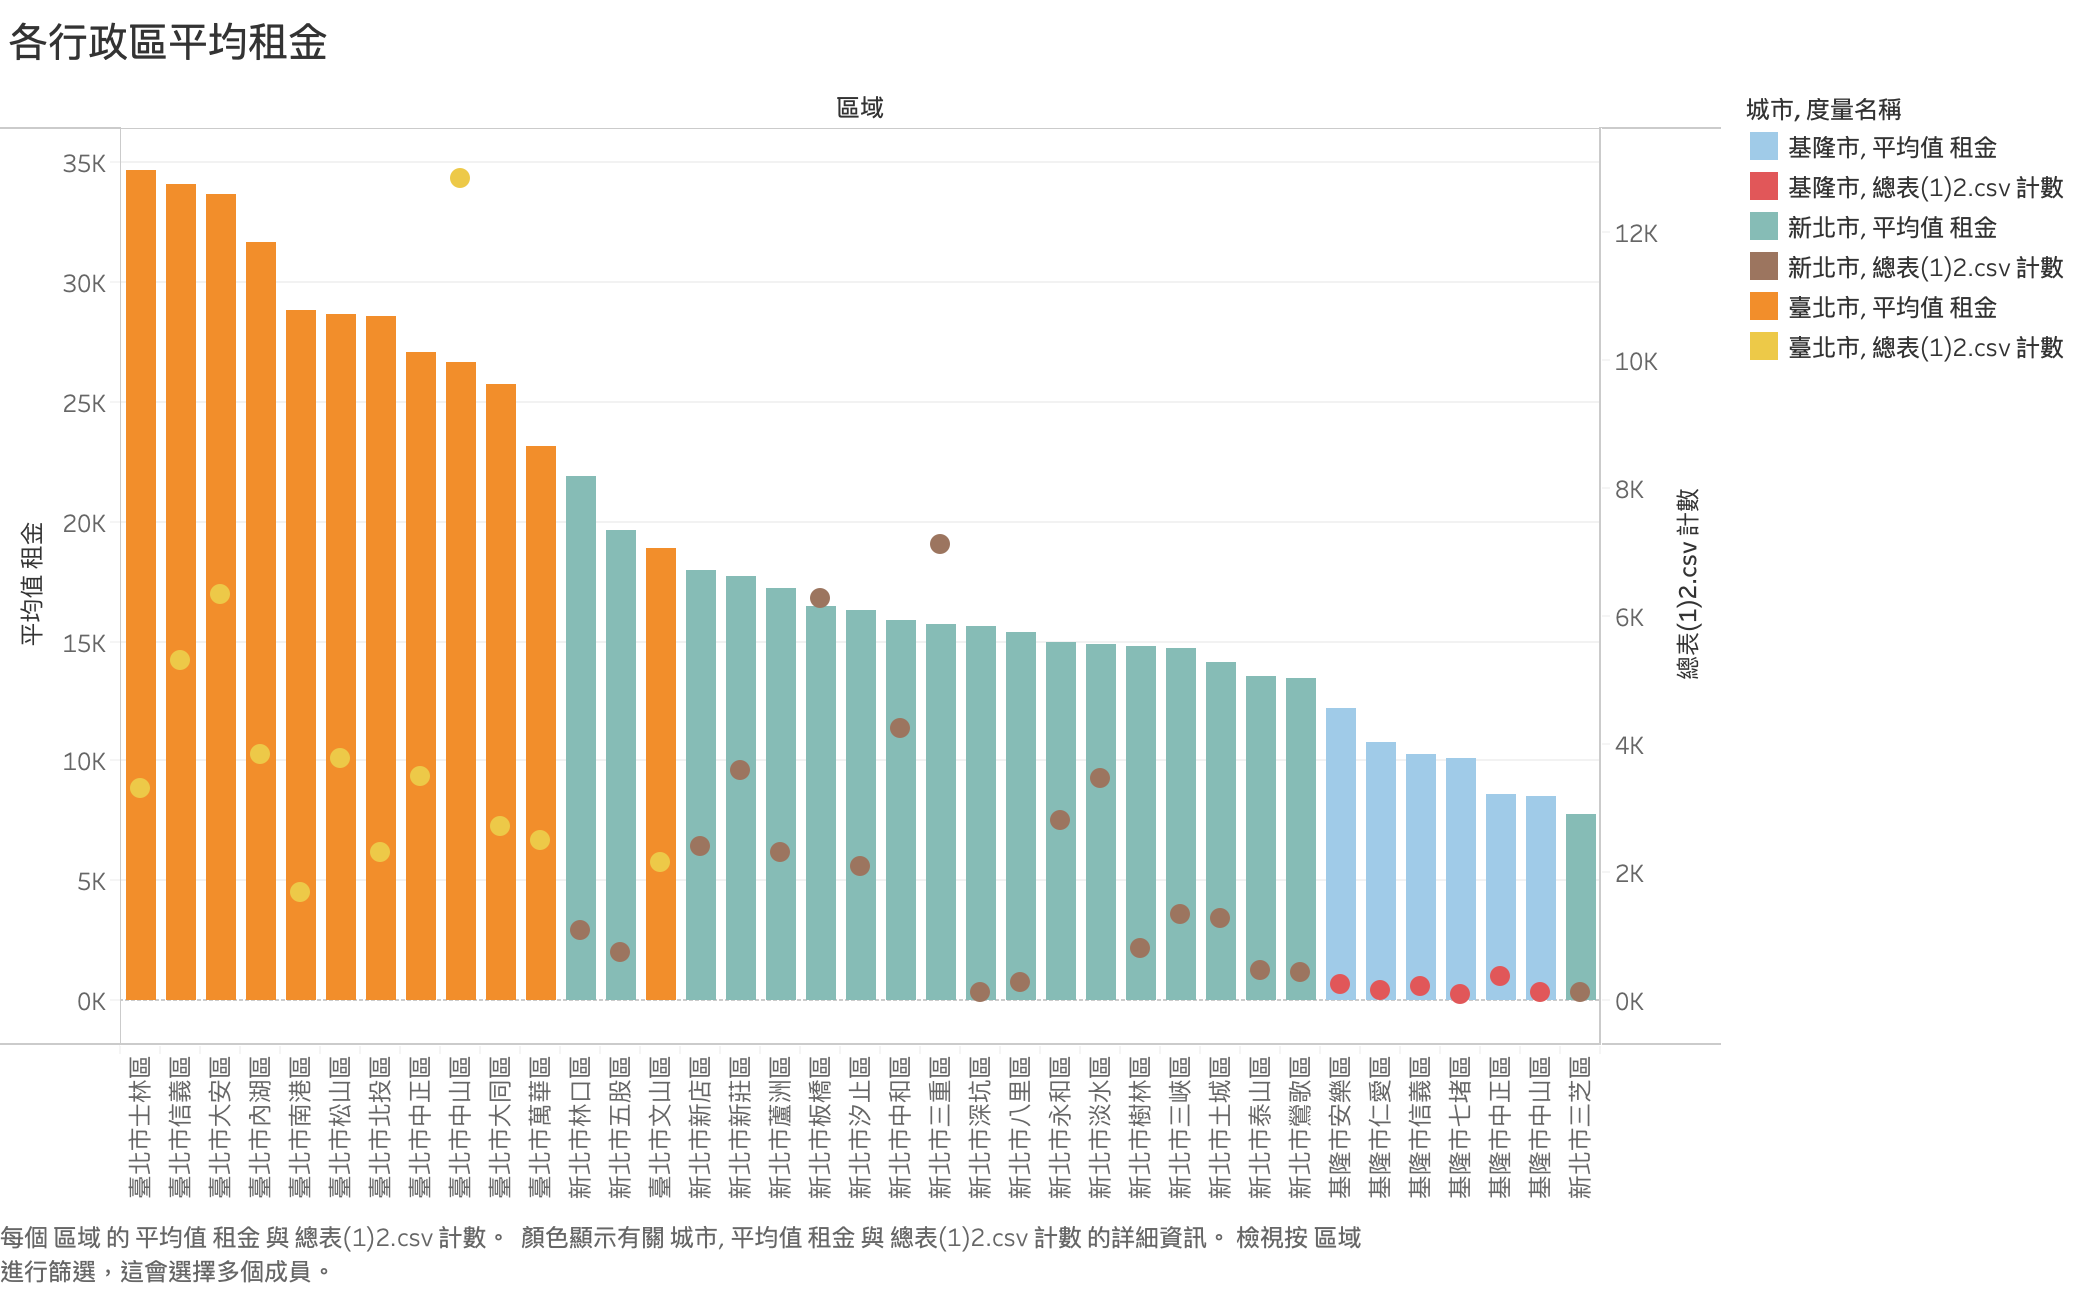 各行政區平均租金
區域
35K
30K
25K
20K
15K
10K
5K
0K
平均值 租金
12K
10K
8K
6K
4K
2K
0K
總表(1)2.csv 計數
臺北市士林區
臺北市信義區
臺北市大安區
臺北市內湖區
臺北市南港區
臺北市松山區
臺北市北投區
臺北市中正區
臺北市中山區
臺北市大同區
臺北市萬華區
新北市林口區
新北市五股區
臺北市文山區
新北市新店區
新北市新莊區
新北市蘆洲區
新北市板橋區
新北市汐止區
新北市中和區
新北市三重區
新北市深坑區
新北市八里區
新北市永和區
新北市淡水區
新北市樹林區
新北市三峽區
新北市土城區
新北市泰山區
新北市鶯歌區
基隆市安樂區
基隆市仁愛區
基隆市信義區
基隆市七堵區
基隆市中正區
基隆市中山區
新北市三芝區
城市, 度量名稱
基隆市, 平均值 租金
基隆市, 總表(1)2.csv 計數
新北市, 平均值 租金
新北市, 總表(1)2.csv 計數
臺北市, 平均值 租金
臺北市, 總表(1)2.csv 計數
每個 區域 的 平均值 租金 與 總表(1)2.csv 計數。 顏色顯示有關 城市, 平均值 租金 與 總表(1)2.csv 計數 的詳細資訊。 檢視按 區域
進行篩選，這會選擇多個成員。